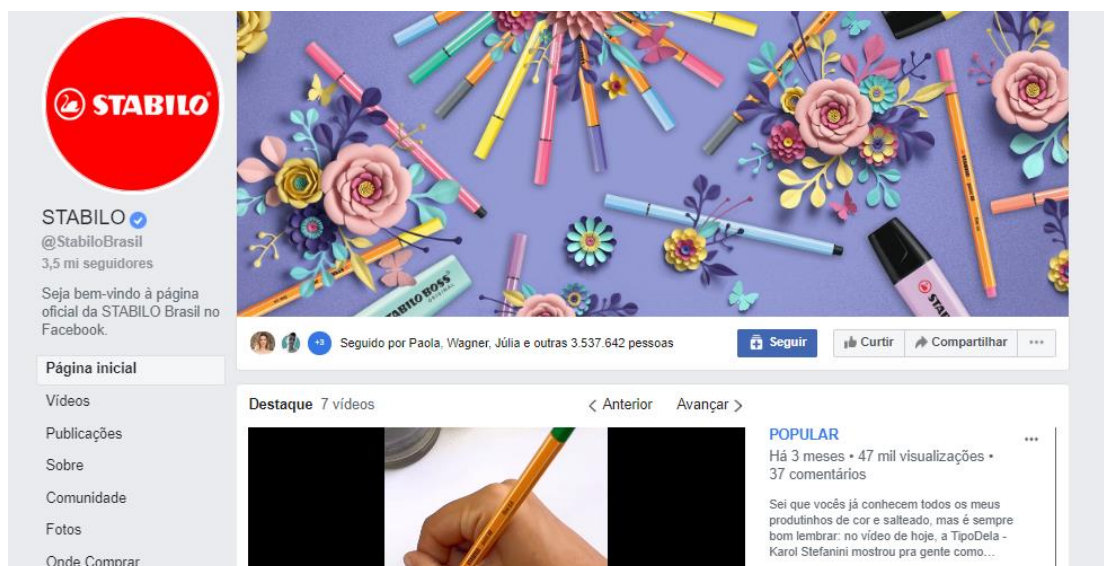 STABILO
STABILO
@StabiloBrasil
3,5 mi seguidores
Seja bem-vindo à página
oficial da STABILO Brasil no
Facebook.
Página inicial
Vídeos
Publicações
Sobre
Comunidade
Fotos
Onde Comprar
STABILO BOSS
ORIGINAL
+3
Seguido por Paola, Wagner, Júlia e outras 3.537.642 pessoas
Seguir
Curtir
Compartilhar
Destaque 7 vídeos
Anterior
Avançar
POPULAR
Há 3 meses • 47 mil visualizações •
37 comentários
Sei que vocês já conhecem todos os meus
produtinhos de cor e salteado, mas é sempre
bom lembrar: no vídeo de hoje, a TipoDela -
Karol Stefanini mostrou pra gente como...